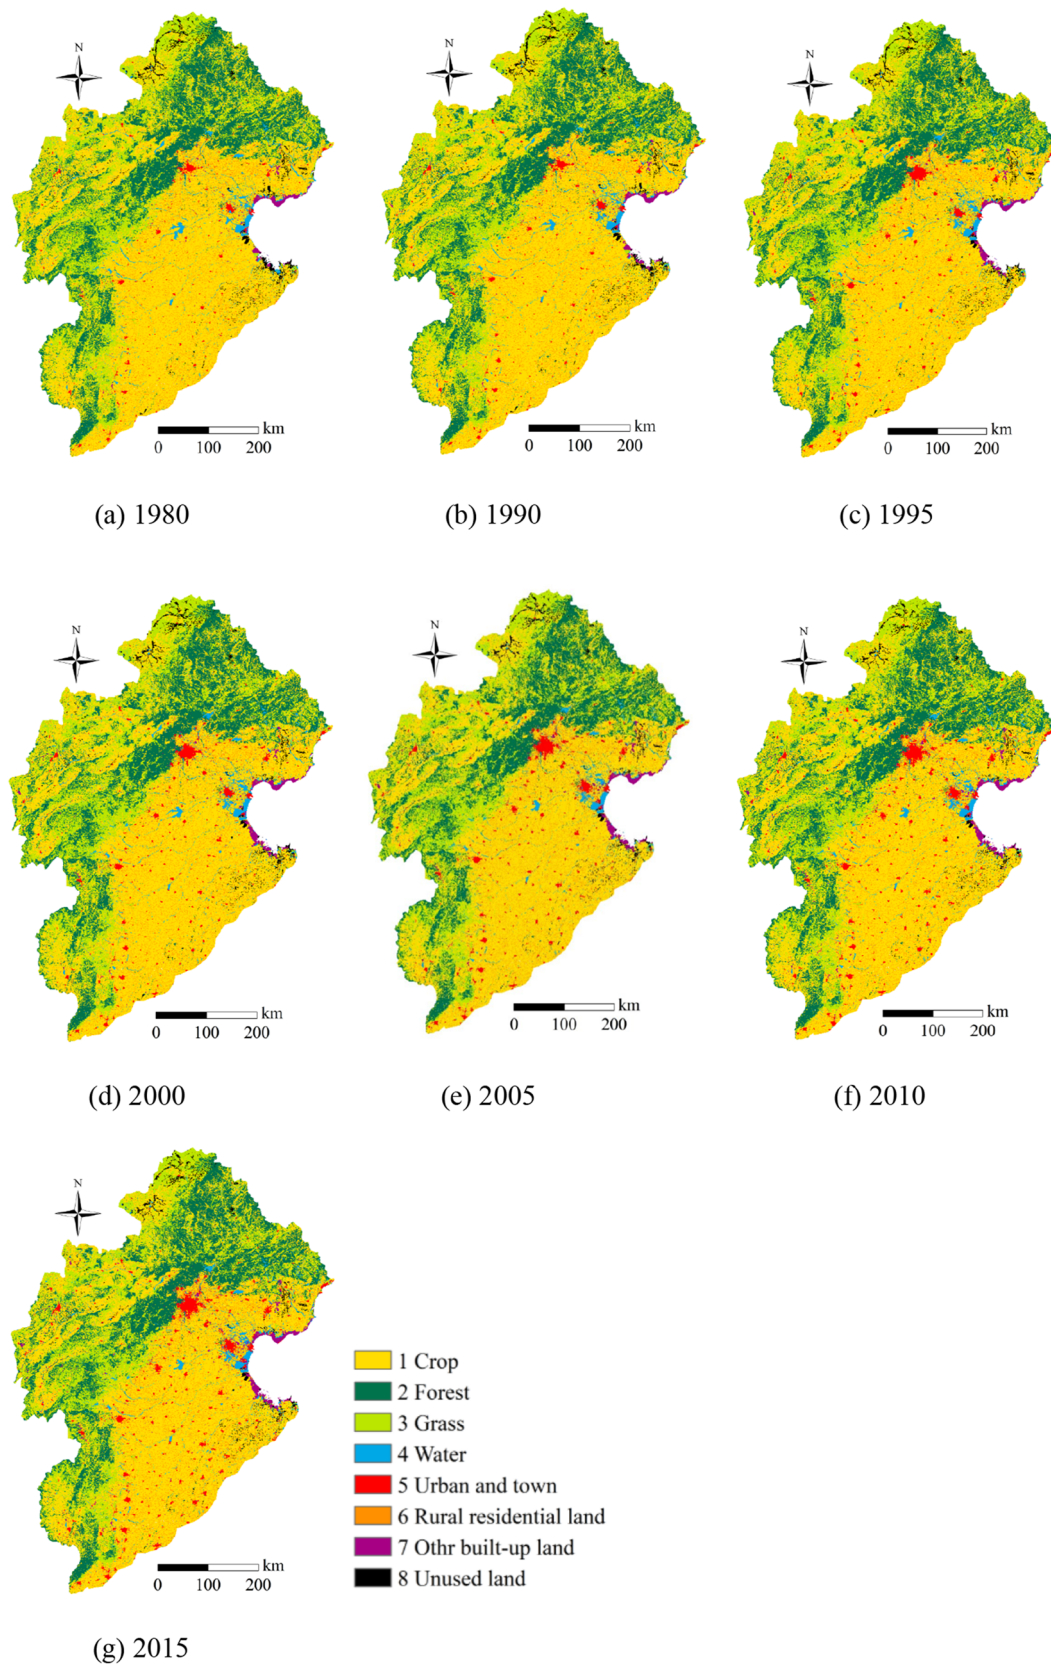 N
N
N
km
0 100 200
km
0 100 200
km
0 100 200
(a) 1980
(b) 1990
(c) 1995
N
N
N
km
0 100 200
km
0 100 200
km
0 100 200
(d) 2000
(e) 2005
(f) 2010
N
1 Crop
2 Forest
3 Grass
4 Water
5 Urban and town
6 Rural residential land
7 Othr built-up land
8 Unused land
km
0 100 200
(g) 2015